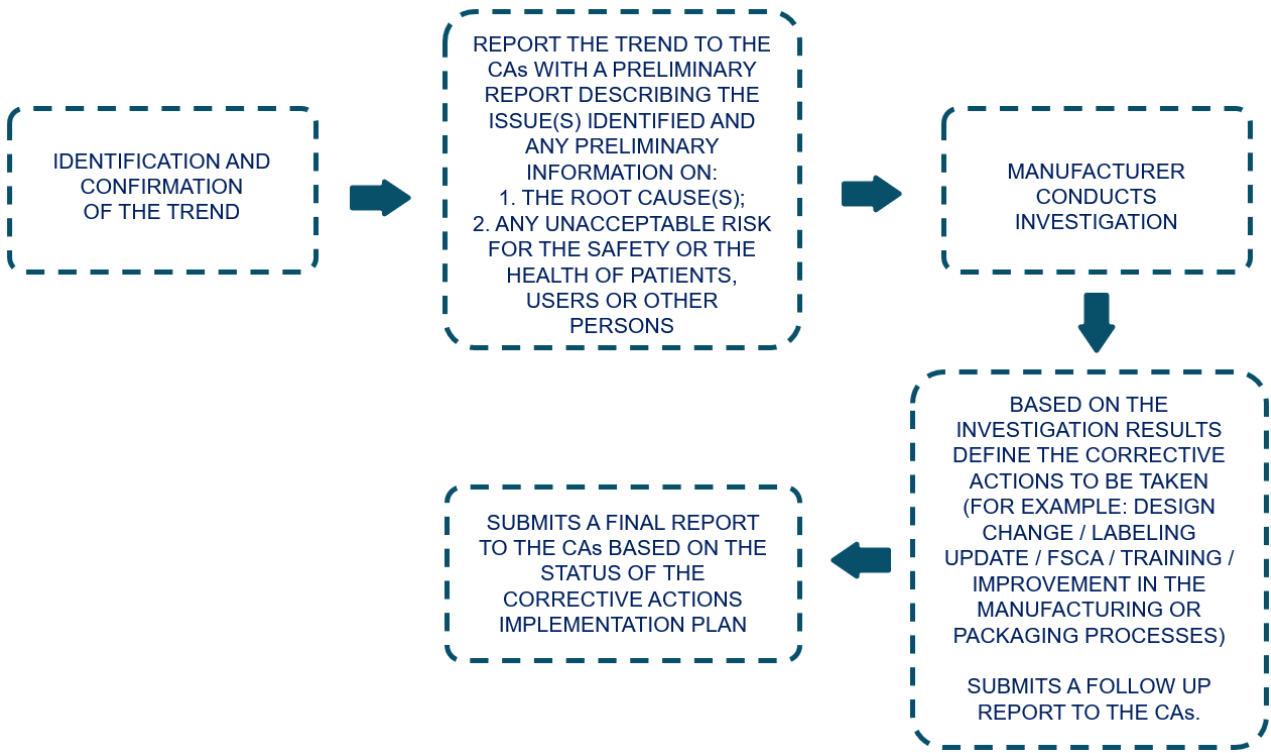 IDENTIFICATION AND
CONFIRMATION
OF THE TREND
REPORT THE TREND TO THE
CAs WITH A PRELIMINARY
REPORT DESCRIBING THE
ISSUE(S) IDENTIFIED AND
ANY PRELIMINARY
INFORMATION ON:
1. THE ROOT CAUSE(S);
2. ANY UNACCEPTABLE RISK
FOR THE SAFETY OR THE
HEALTH OF PATIENTS,
USERS OR OTHER
PERSONS
MANUFACTURER
CONDUCTS
INVESTIGATION
BASED ON THE
INVESTIGATION RESULTS
DEFINE THE CORRECTIVE
ACTIONS TO BE TAKEN
(FOR EXAMPLE: DESIGN
CHANGE / LABELING
UPDATE / FSCA / TRAINING /
IMPROVEMENT IN THE
MANUFACTURING OR
PACKAGING PROCESSES)
SUBMITS A FOLLOW UP
REPORT TO THE CAs.
SUBMITS A FINAL REPORT
TO THE CAs BASED ON THE
STATUS OF THE
CORRECTIVE ACTIONS
IMPLEMENTATION PLAN